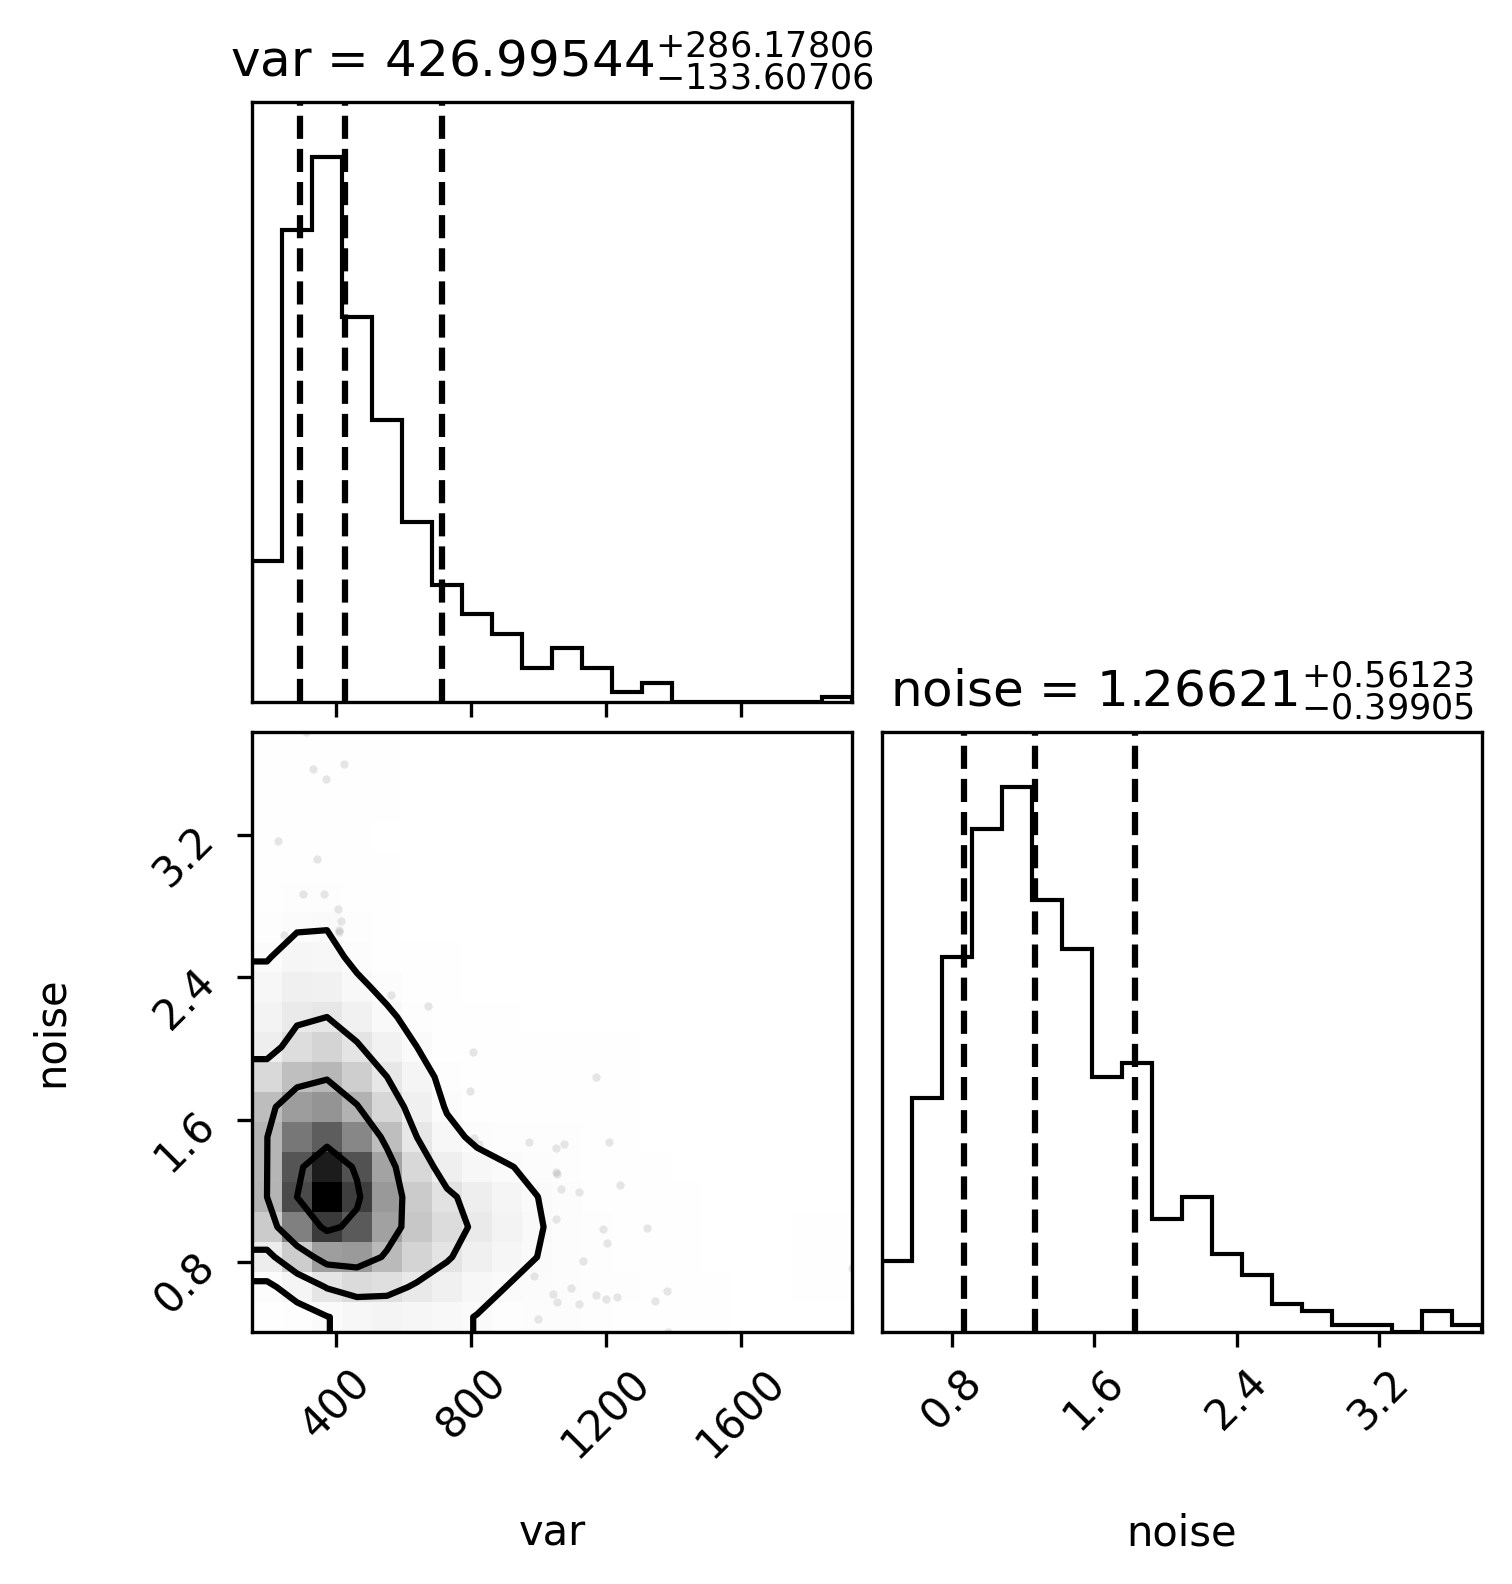 var = 426.99544+286.17806−133.60706
noise = 1.26621+0.56123−0.39905
3.2
2.4
1.6
0.8
noise
400 800 1200 1600
var
0.8 1.6 2.4 3.2
noise